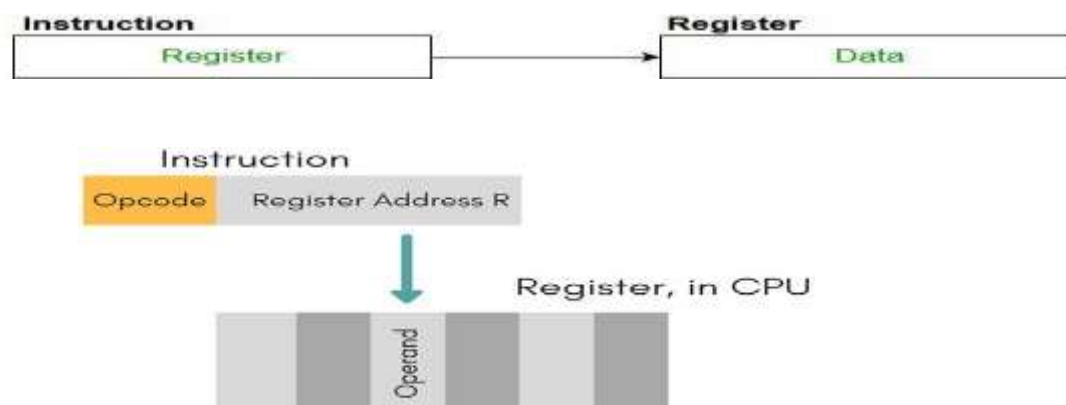 Instruction
Register
Register
Data
Instruction
Opcode
Register Address R
Register, in CPU
Operand